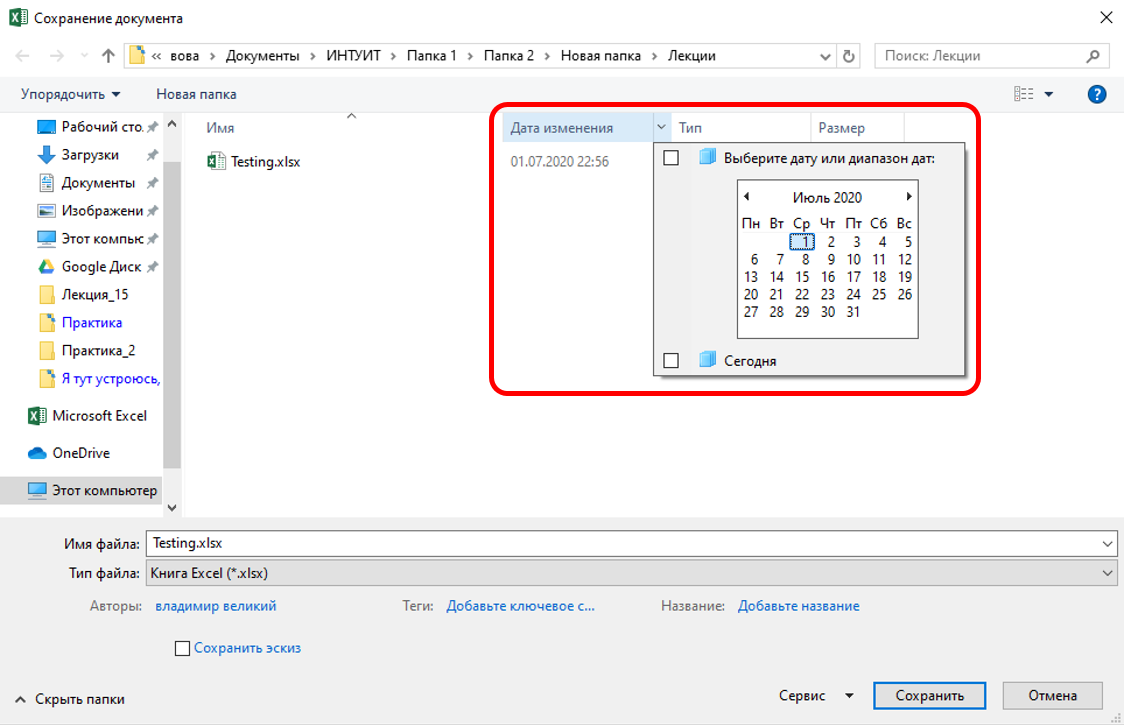 Сохранение документа
« вова › Документы › ИНТУИТ › Папка 1 › Папка 2 › Новая папка › Лекции
Поиск: Лекции
Упорядочить
Новая папка
?
Рабочий сто.
Загрузки
Документы
Изображени
Этот компьюс
Google Диск
Лекция_15
Практика
Практика_2
Я тут устроюсь,
Microsoft Excel
OneDrive
Этот компьютер
Имя
Дата изменения
Тип
Размер
Testing.xlsx
01.07.2020 22:56
Выберите дату или диапазон дат:
Июль 2020
Пн Вт Ср Чт Пт Сб Вс
1 2 3 4 5
6 7 8 9 10 11 12
13 14 15 16 17 18 19
20 21 22 23 24 25 26
27 28 29 30 31
Сегодня
Имя файла: Testing.xlsx
Тип файла: Книга Excel (*.xlsx)
Авторы: владимир великий
Теги: Добавьте ключевое с...
Название: Добавьте название
Сохранить эскиз
Скрыть папки
Сервис
Сохранить
Отмена